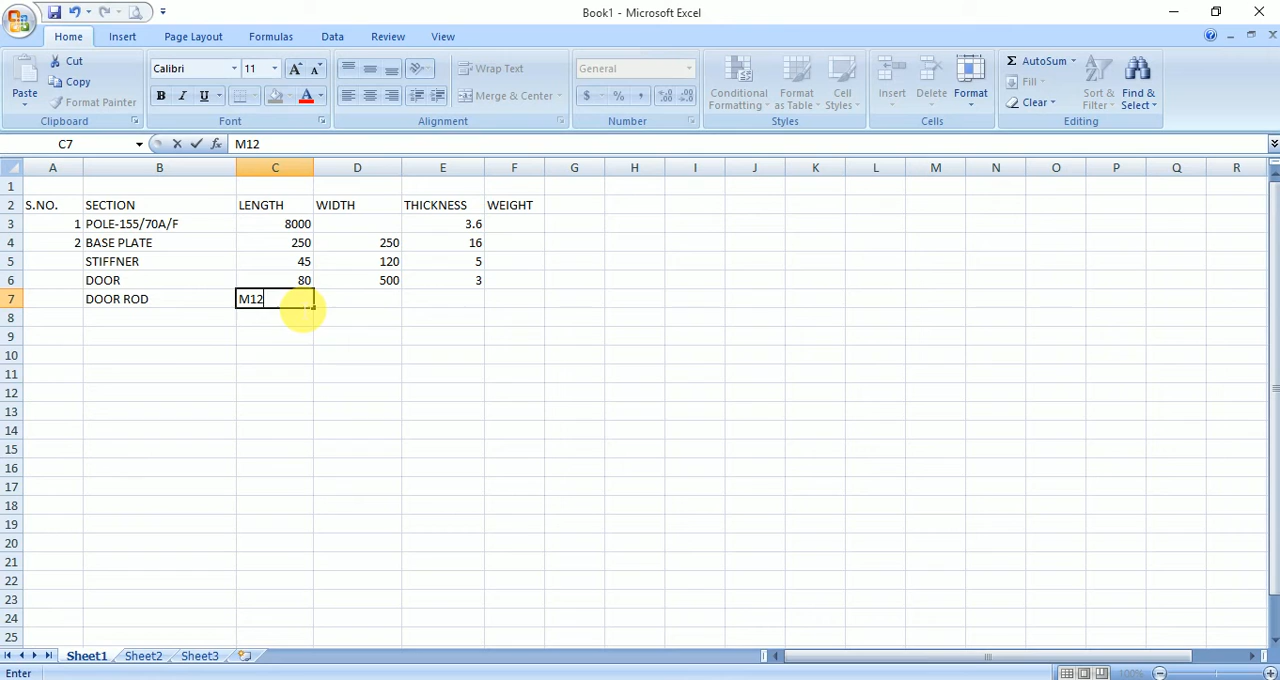 Book1 - Microsoft Excel
Home Insert Page Layout Formulas Data Review View
Paste Cut Copy Format Painter Clipboard
Calibri 11 A A B I U A Font
Wrap Text Merge & Center Alignment
General $ % , Number
Conditional Formatting Format as Table Cell Styles Styles
Insert Delete Format Cells
Σ AutoSum Fill Clear Sort & Filter Find & Select Editing
C7 fx M12
A B C D E F G H I J K L M N O P Q R
1
2 S.NO. SECTION LENGTH WIDTH THICKNESS WEIGHT
3 1 POLE-155/70A/F 8000 3.6
4 2 BASE PLATE 250 250 16
5 STIFFNER 45 120 5
6 DOOR 80 500 3
7 DOOR ROD M12
8
9
10
11
12
13
14
15
16
17
18
19
20
21
22
23
24
25
Sheet1 Sheet2 Sheet3
Enter 100%